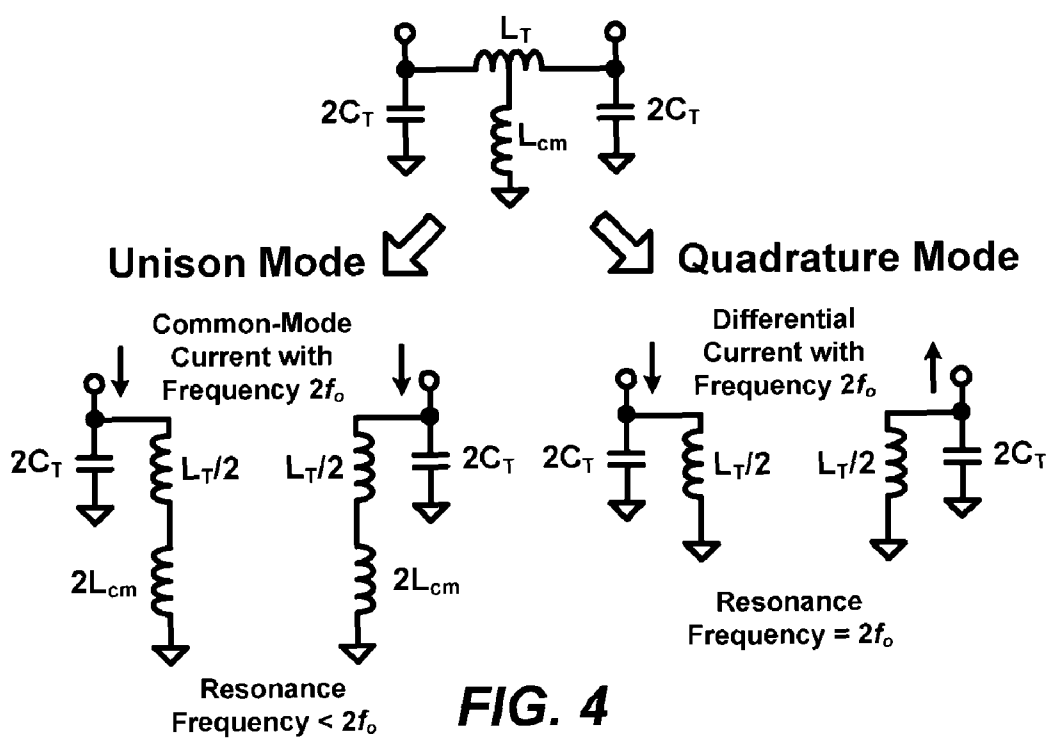 L_T
2C_T
2C_T
L_cm
Unison Mode
Quadrature Mode
Common-Mode
Current with
Frequency 2f_o
Differential
Current with
Frequency 2f_o
2C_T
L_T/2
L_T/2
2C_T
2C_T
L_T/2
L_T/2
2C_T
2L_cm
2L_cm
Resonance
Frequency = 2f_o
Resonance
Frequency < 2f_o
FIG. 4